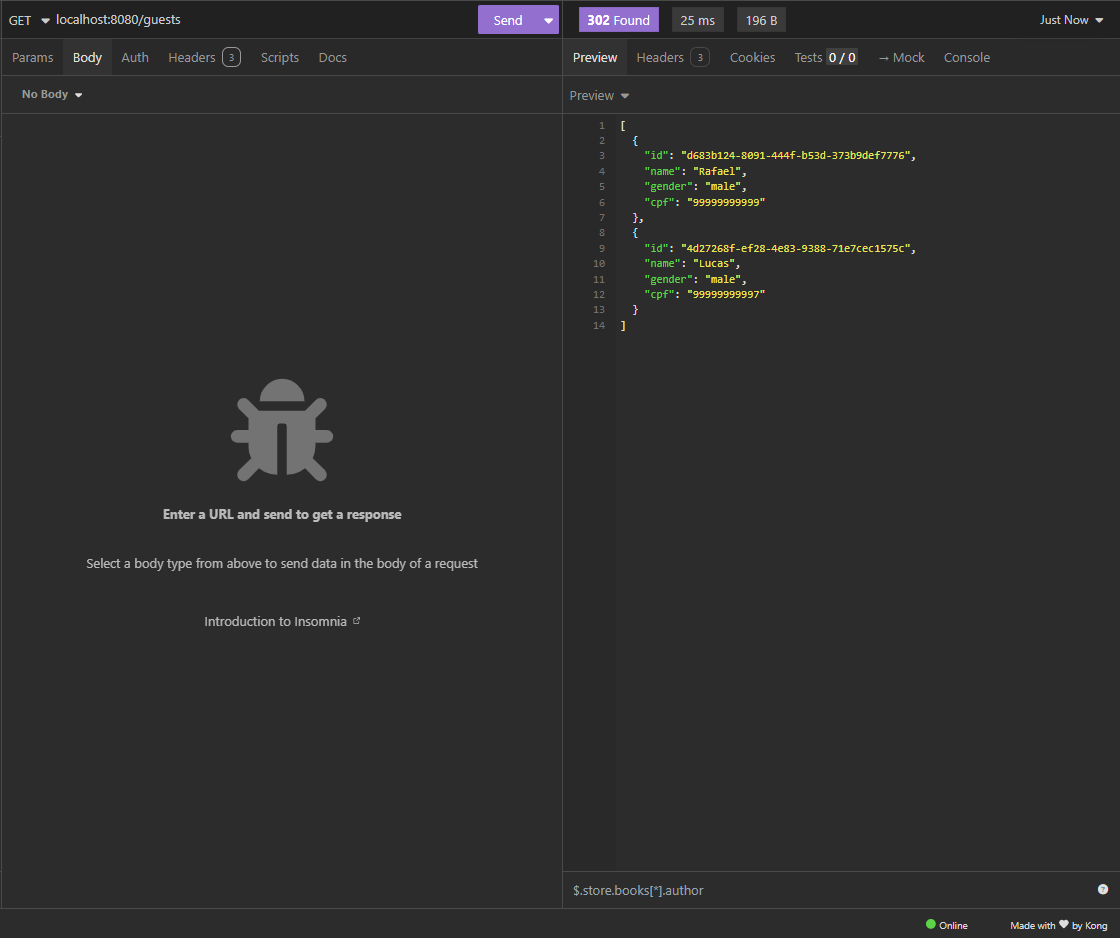 GET localhost:8080/guests Send
302 Found 25 ms 196 B Just Now
Params Body Auth Headers 3 Scripts Docs
Preview Headers 3 Cookies Tests 0 / 0 → Mock Console
No Body
Preview
1 [
2 {
3 "id": "d683b124-8091-444f-b53d-373b9def7776",
4 "name": "Rafael",
5 "gender": "male",
6 "cpf": "99999999999"
7 },
8 {
9 "id": "4d27268f-ef28-4e83-9388-71e7cec1575c",
10 "name": "Lucas",
11 "gender": "male",
12 "cpf": "99999999997"
13 }
14 ]
Enter a URL and send to get a response
Select a body type from above to send data in the body of a request
Introduction to Insomnia
$.store.books[*].author ?
Online Made with ♥ by Kong